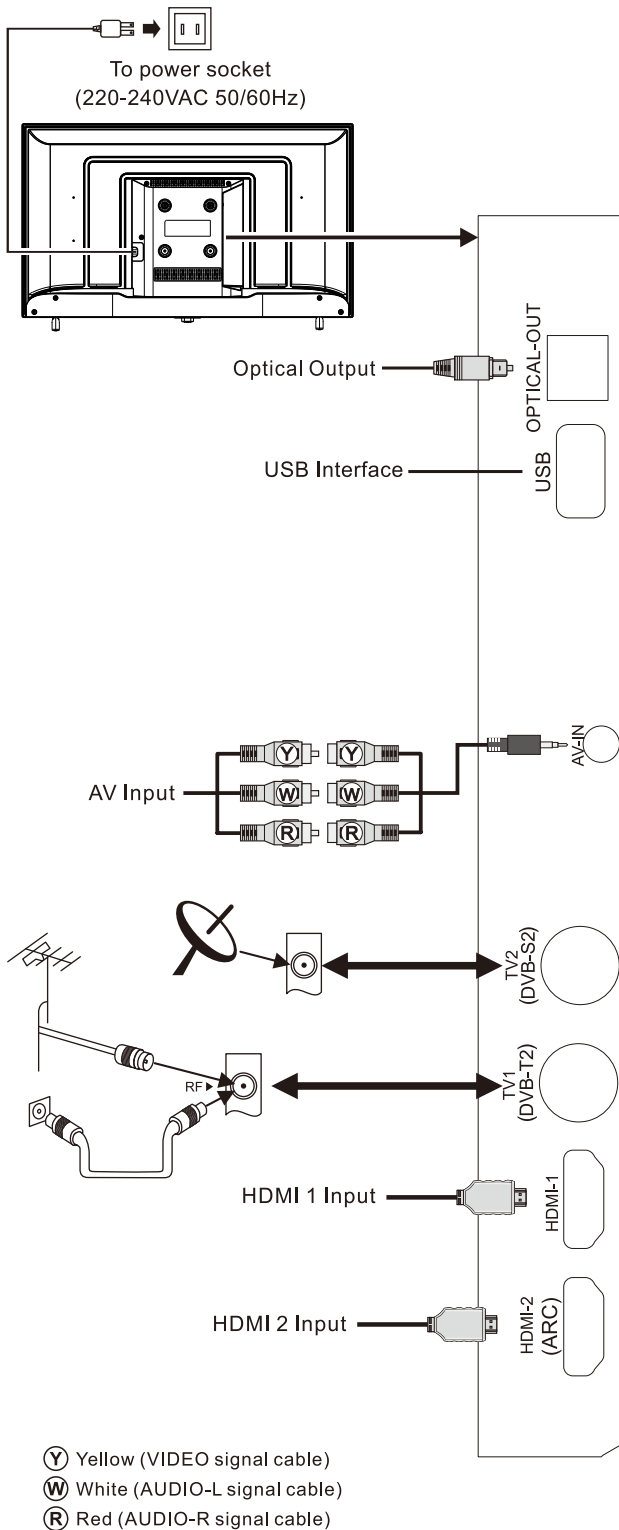 To power socket
(220-240VAC 50/60Hz)
Optical Output
OPTICAL-OUT
USB Interface
USB
Y Y
AV Input
W W
R R
AV-IN
TV2
(DVB-S2)
RF
TV1
(DVB-T2)
HDMI 1 Input
HDMI-1
HDMI 2 Input
HDMI-2
(ARC)
Y Yellow (VIDEO signal cable)
W White (AUDIO-L signal cable)
R Red (AUDIO-R signal cable)